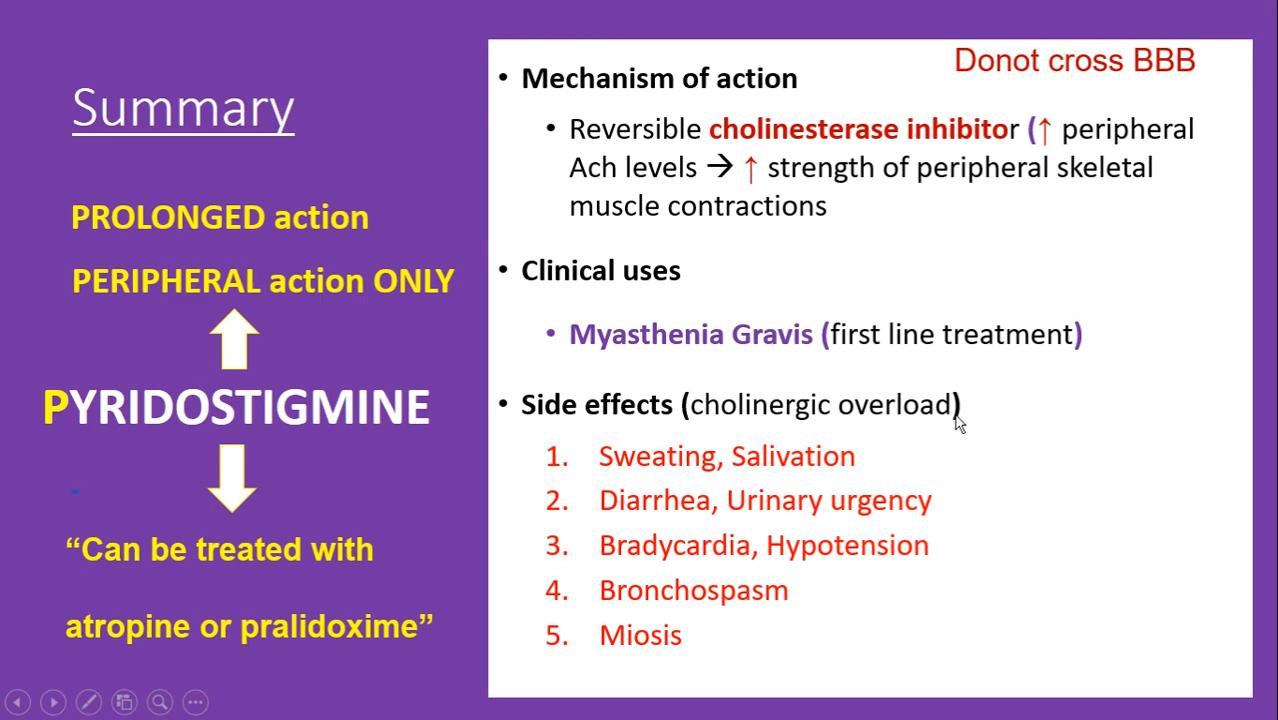 Summary
PROLONGED action
PERIPHERAL action ONLY
PYRIDOSTIGMINE
“Can be treated with
atropine or pralidoxime”
Donot cross BBB
• Mechanism of action
• Reversible cholinesterase inhibitor (↑ peripheral
Ach levels → ↑ strength of peripheral skeletal
muscle contractions
• Clinical uses
• Myasthenia Gravis (first line treatment)
• Side effects (cholinergic overload)
1. Sweating, Salivation
2. Diarrhea, Urinary urgency
3. Bradycardia, Hypotension
4. Bronchospasm
5. Miosis